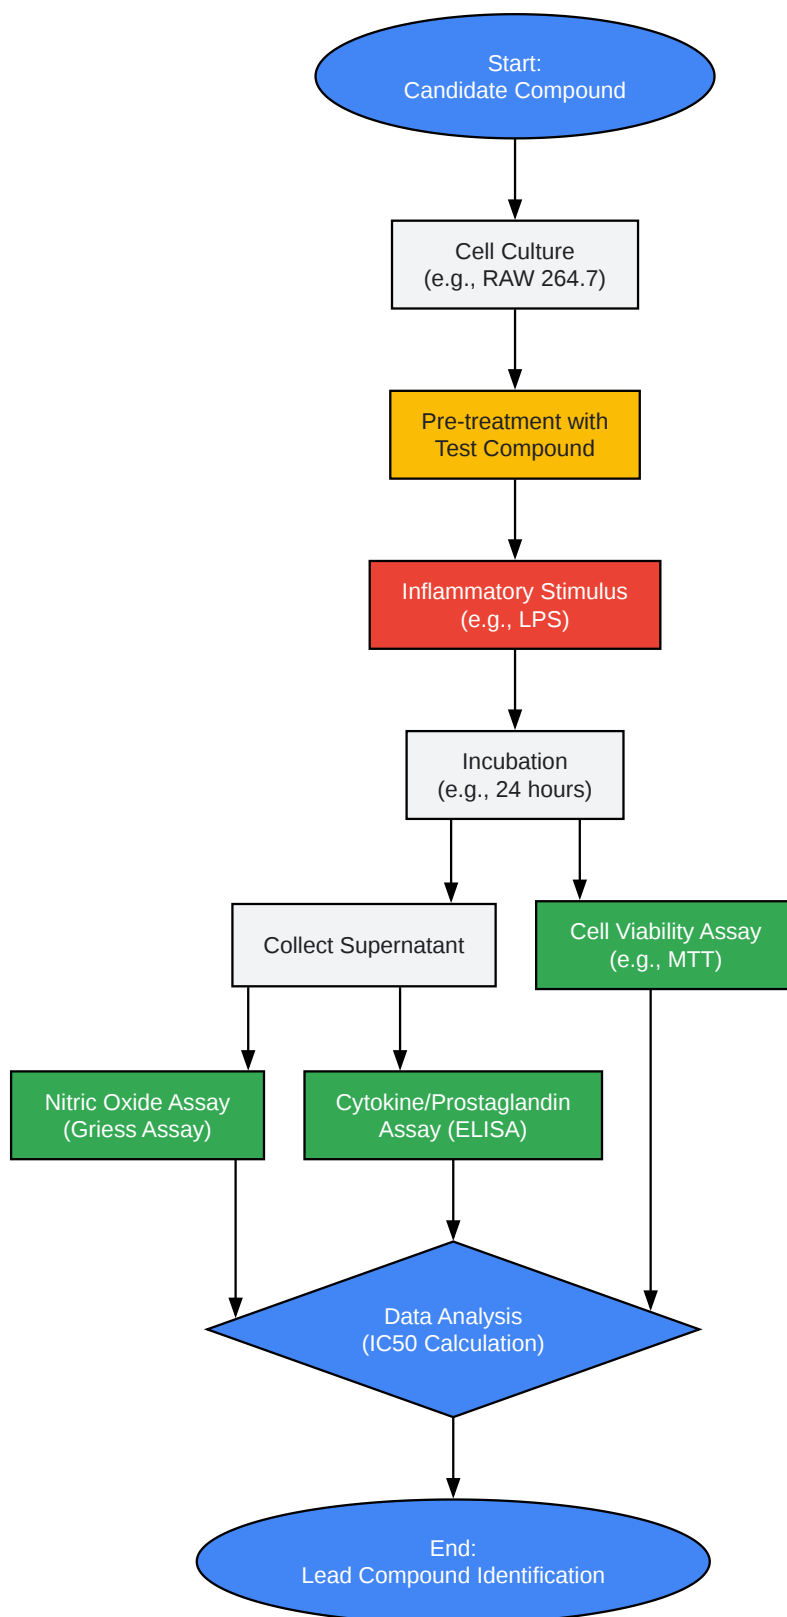 Start:
Candidate Compound
Cell Culture
(e.g., RAW 264.7)
Pre-treatment with
Test Compound
Inflammatory Stimulus
(e.g., LPS)
Incubation
(e.g., 24 hours)
Collect Supernatant
Cell Viability Assay
(e.g., MTT)
Nitric Oxide Assay
(Griess Assay)
Cytokine/Prostaglandin
Assay (ELISA)
Data Analysis
(IC50 Calculation)
End:
Lead Compound Identification